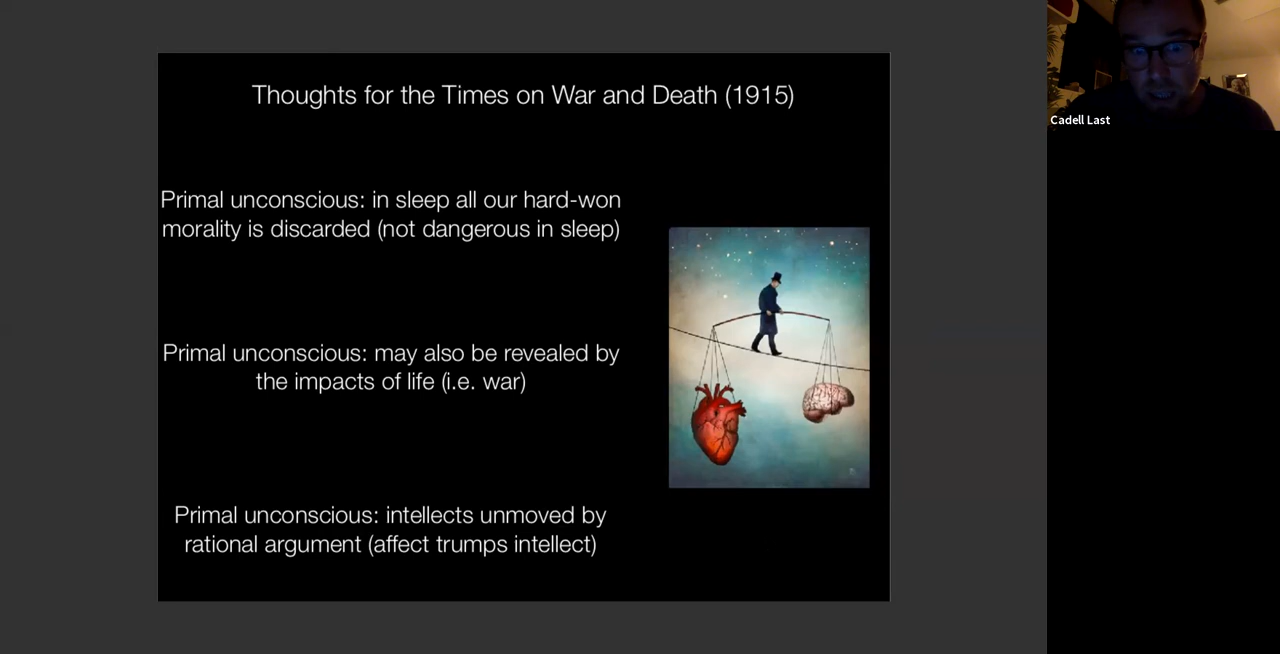 Thoughts for the Times on War and Death (1915)
Primal unconscious: in sleep all our hard-won
morality is discarded (not dangerous in sleep)
Primal unconscious: may also be revealed by
the impacts of life (i.e. war)
Primal unconscious: intellects unmoved by
rational argument (affect trumps intellect)
Cadell Last